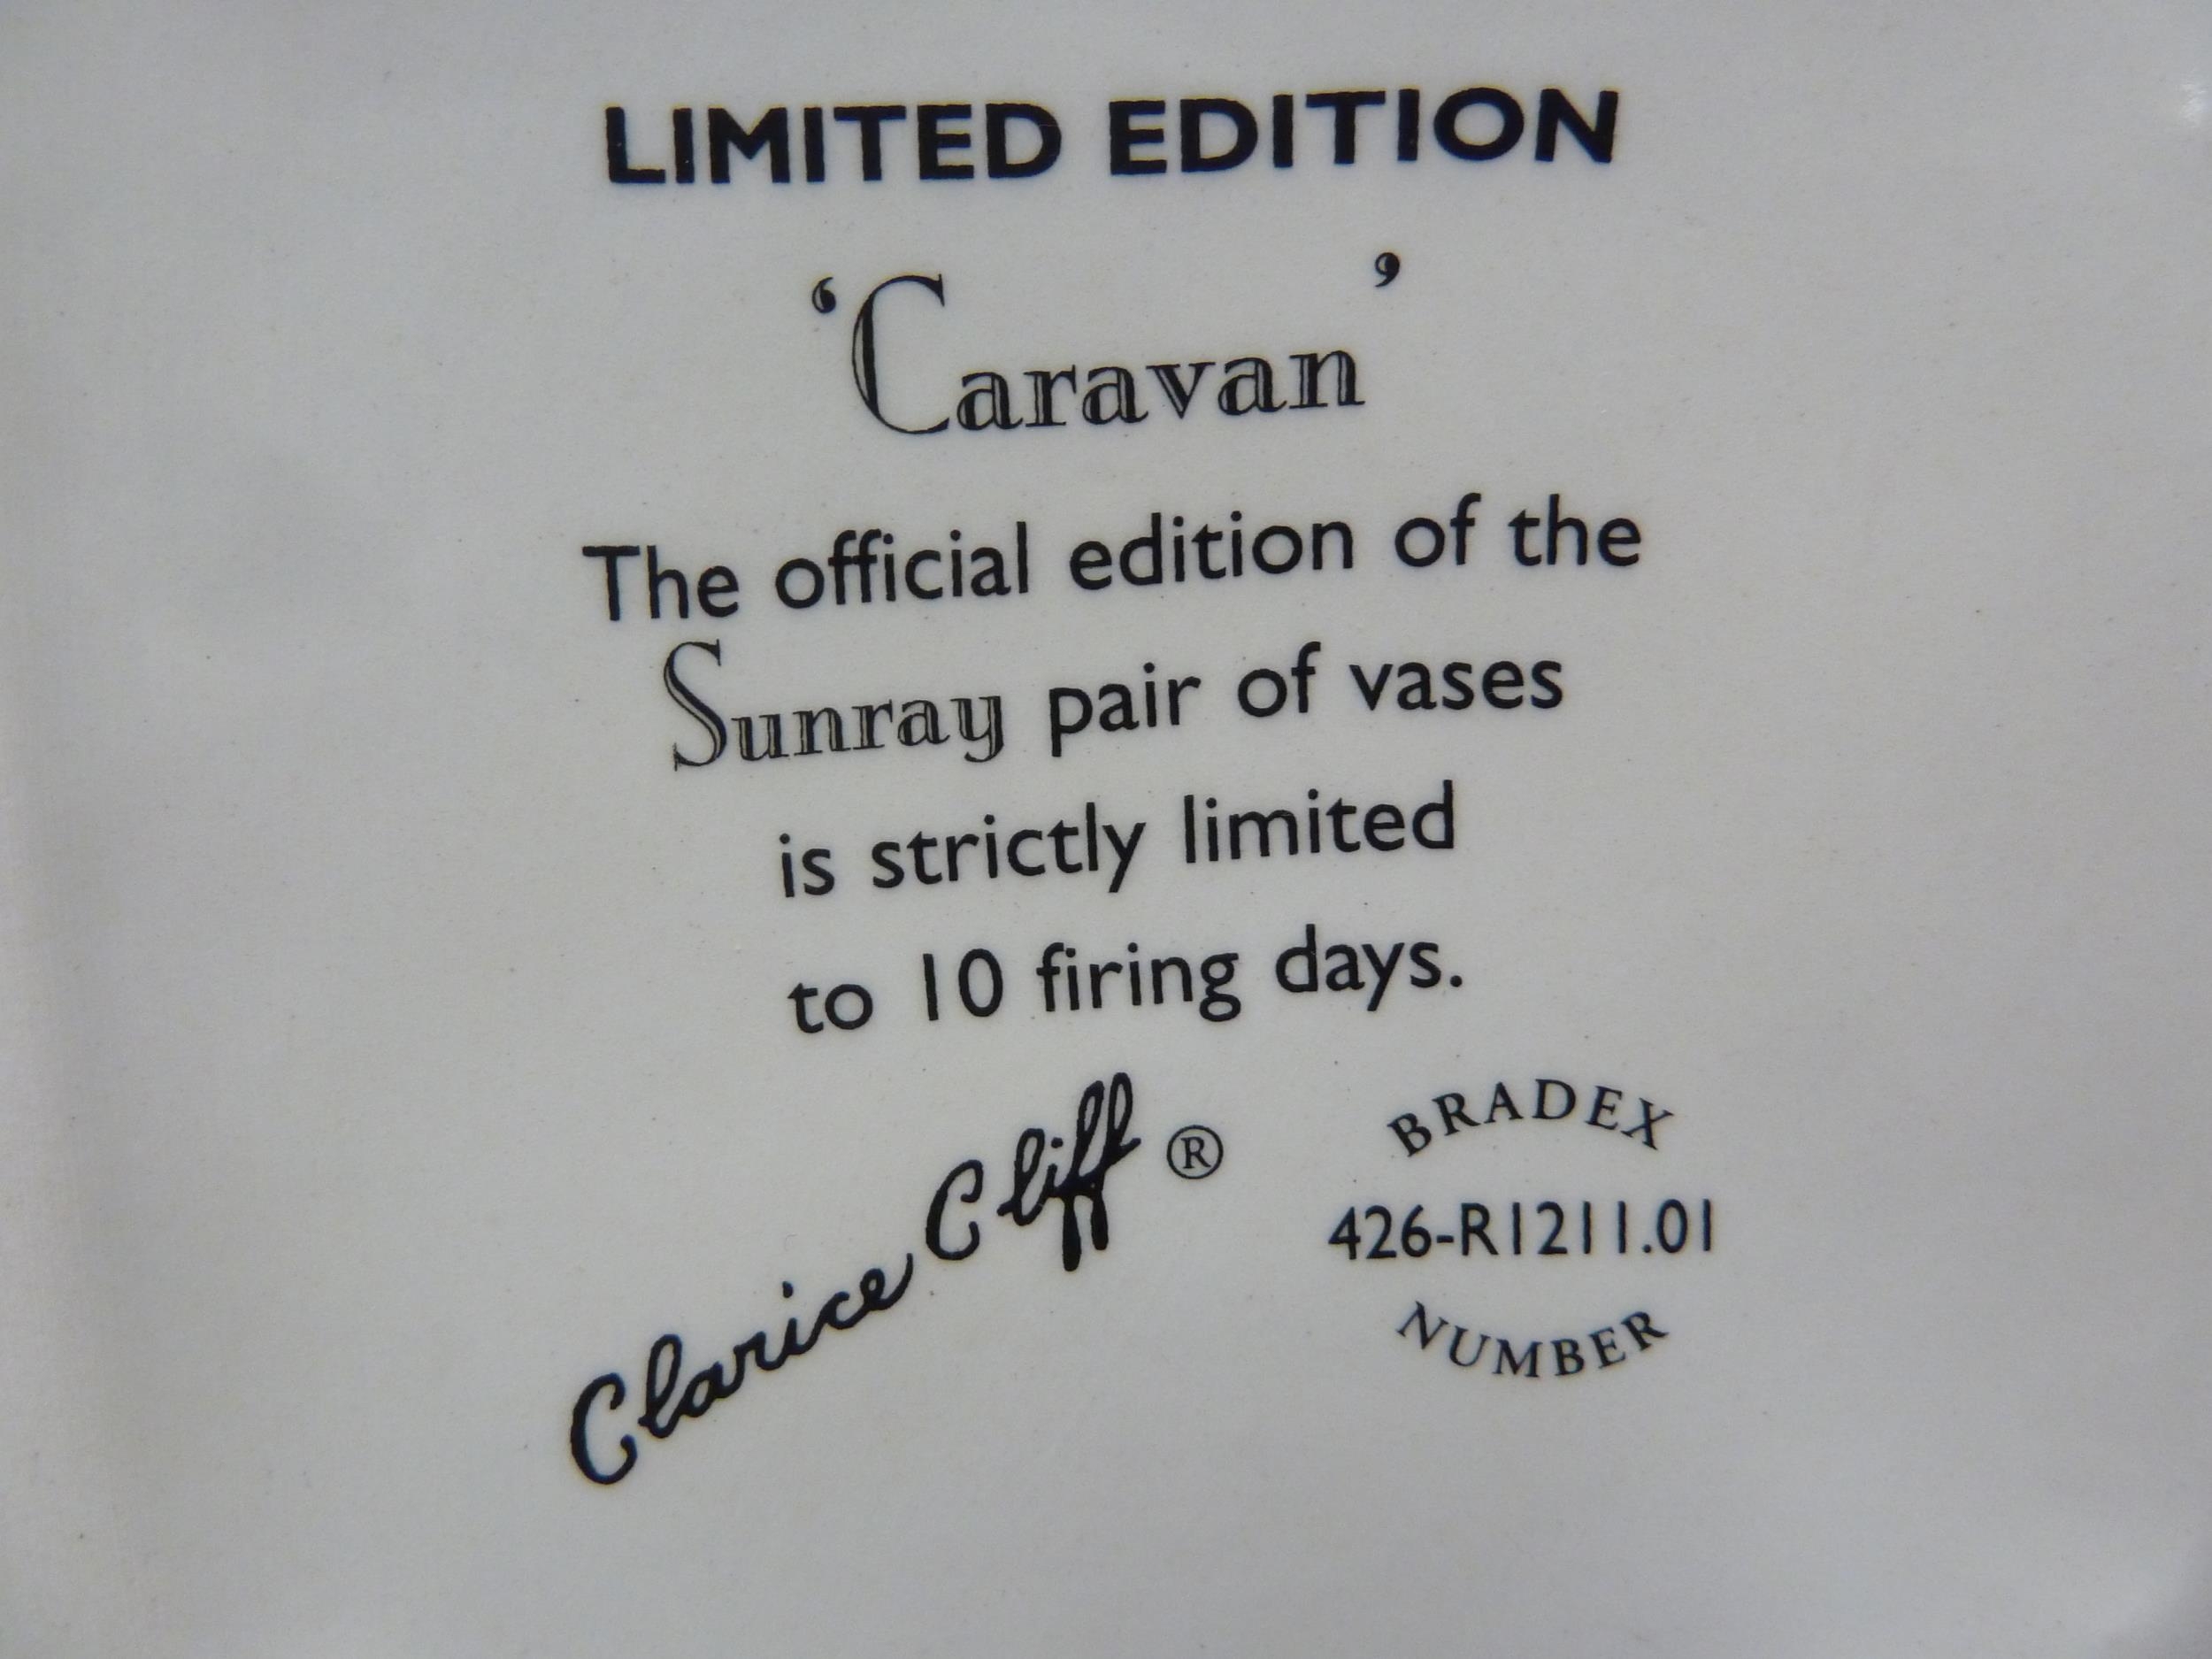 LIMITED EDITION
‘Caravan’
The official edition of the
Sunray pair of vases
is strictly limited
to 10 firing days.
Clarice Cliff ®
BRADEX
426-R1211.01
NUMBER